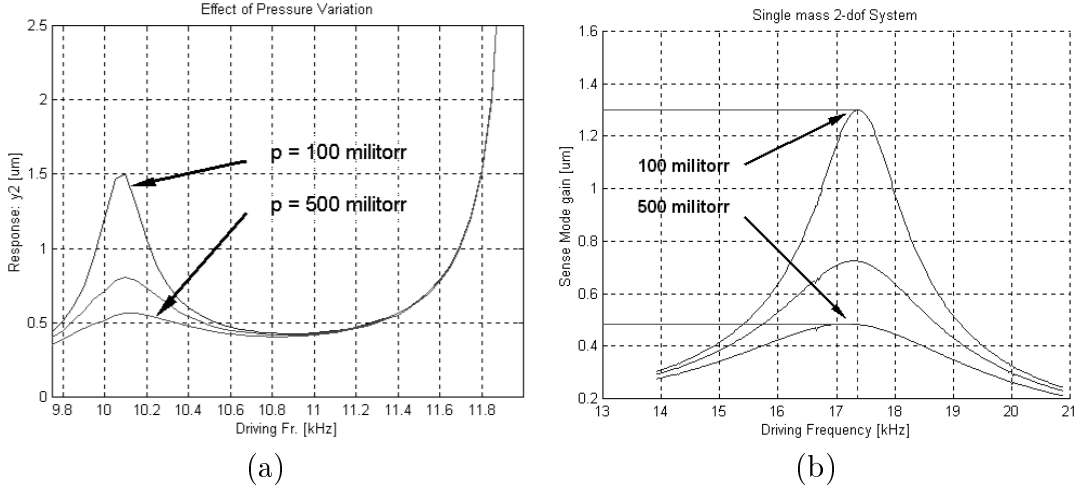 Effect of Pressure Variation
2.5
2
1.5
1
0.5
0
Response: y2 [um]
p = 100 militorr
p = 500 militorr
9.8 10 10.2 10.4 10.6 10.8 11 11.2 11.4 11.6 11.8
Driving Fr. [kHz]
(a)
Single mass 2-dof System
1.6
1.4
1.2
1
0.8
0.6
0.4
0.2
Sense Mode gain [um]
100 militorr
500 militorr
13 14 15 16 17 18 19 20 21
Driving Frequency [kHz]
(b)